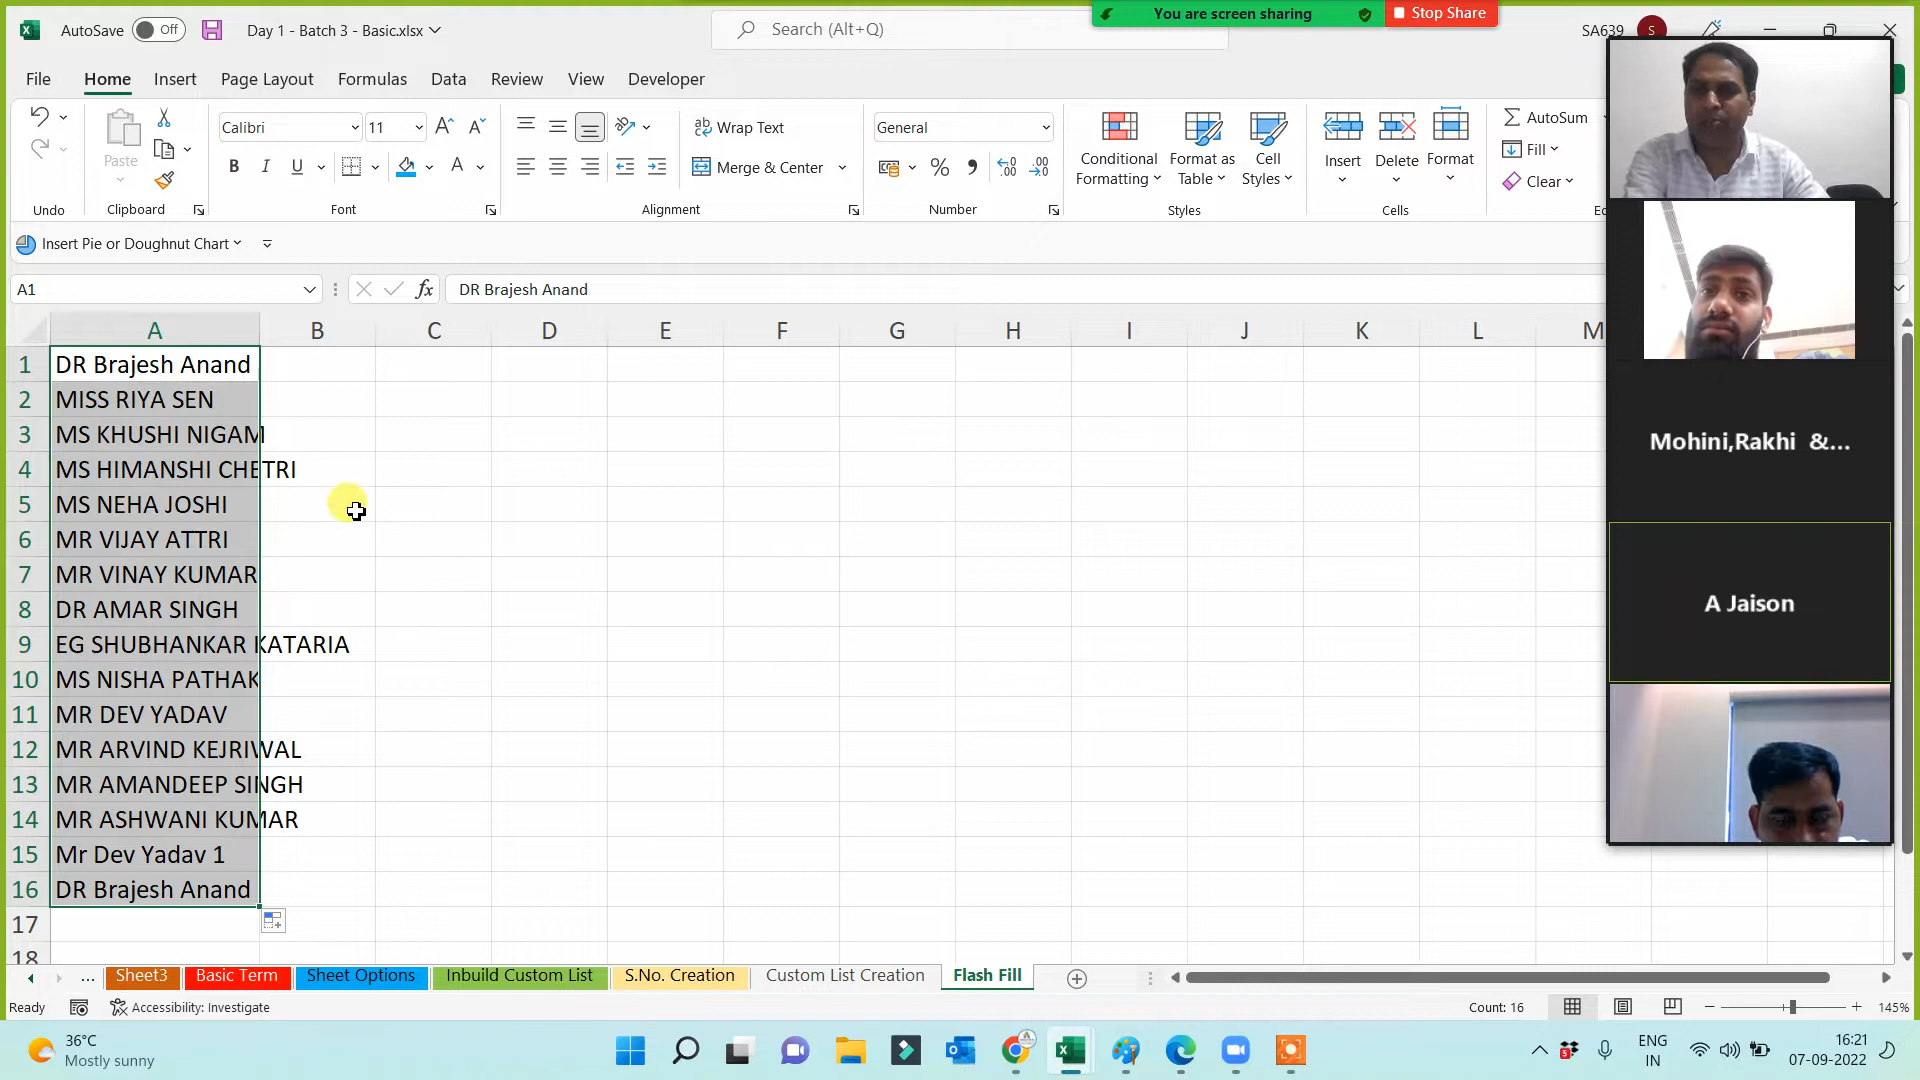 You are screen sharing
Stop Share
AutoSave
Off
Day 1 - Batch 3 - Basic.xlsx
Search (Alt+Q)
SA639
S
File
Home
Insert
Page Layout
Formulas
Data
Review
View
Developer
Paste
Calibri
11
Wrap Text
Merge & Center
General
Conditional Formatting
Format as Table
Cell Styles
Insert
Delete
Format
AutoSum
Fill
Clear
Undo
Clipboard
Font
Alignment
Number
Styles
Cells
Insert Pie or Doughnut Chart
A1
fx
DR Brajesh Anand
A B C D E F G H I J K L M
1 DR Brajesh Anand
2 MISS RIYA SEN
3 MS KHUSHI NIGAM
4 MS HIMANSHI CHETRI
5 MS NEHA JOSHI
6 MR VIJAY ATTRI
7 MR VINAY KUMAR
8 DR AMAR SINGH
9 EG SHUBHANKAR KATARIA
10 MS NISHA PATHAK
11 MR DEV YADAV
12 MR ARVIND KEJRIWAL
13 MR AMANDEEP SINGH
14 MR ASHWANI KUMAR
15 Mr Dev Yadav 1
16 DR Brajesh Anand
17
18
Mohini,Rakhi &...
A Jaison
... Sheet3 Basic Term Sheet Options Inbuild Custom List S.No. Creation Custom List Creation Flash Fill
Ready
Accessibility: Investigate
Count: 16
145%
36°C
Mostly sunny
ENG
IN
16:21
07-09-2022